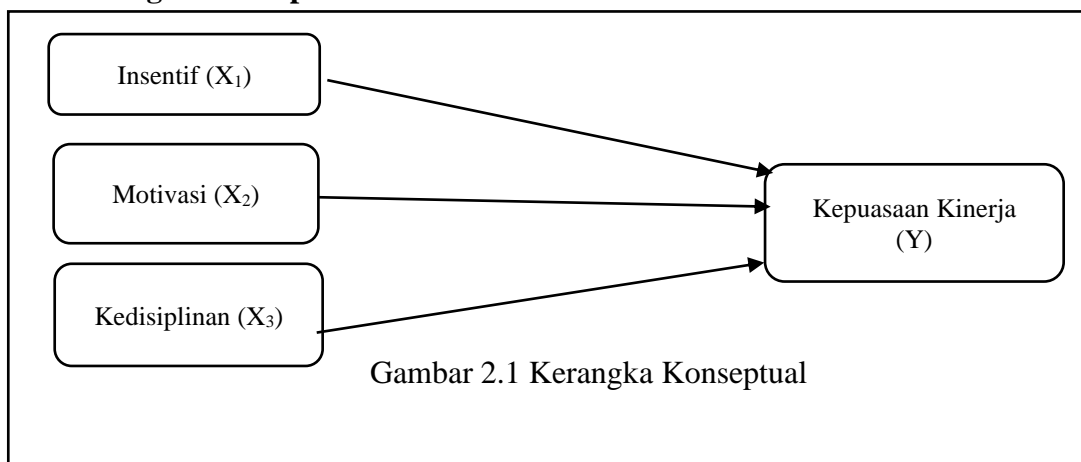 Insentif (X₁)
Motivasi (X₂)
Kepuasaan Kinerja
(Y)
Kedisiplinan (X₃)
Gambar 2.1 Kerangka Konseptual